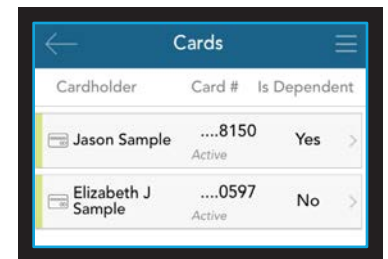 Cards
Cardholder Card # Is Dependent
Jason Sample ....8150 Yes
Active
Elizabeth J Sample ....0597 No
Active